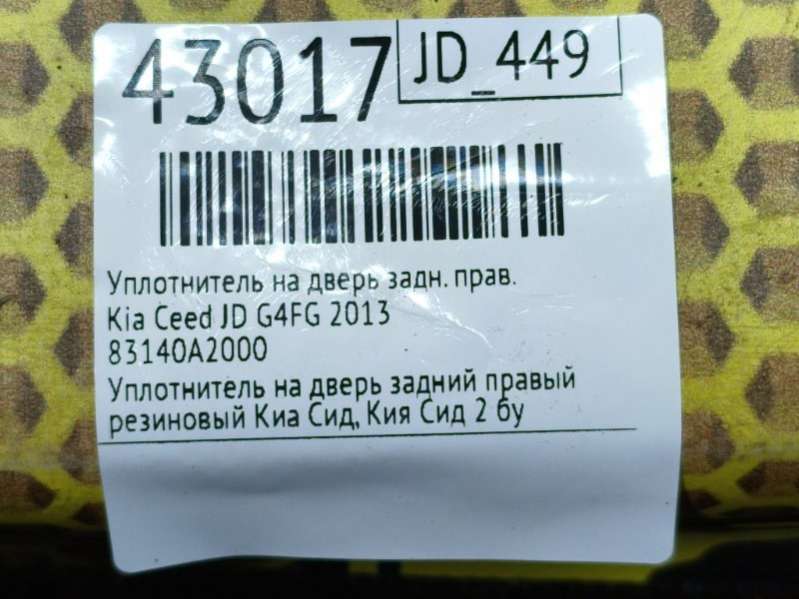 43017
JD_449
Уплотнитель на дверь задн. прав.
Kia Ceed JD G4FG 2013
83140A2000
Уплотнитель на дверь задний правый
резиновый Киа Сид, Кия Сид 2 бу